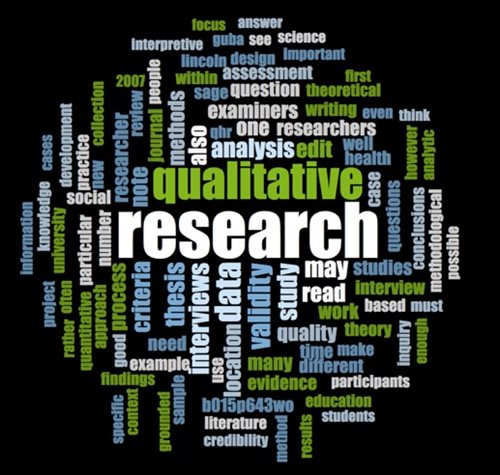 focus answer
interpretive guba see science
lincoln design important
2007 people within assessment first
collection review journal methods sage question theoretical
examiners writing even think
development researcher also qhr one researchers however
cases practice note analysis edit well analytic
new health
information knowledge social qualitative case questions
university particular number research conclusions methodological possible
project often quantitative approach process criteria thesis interviews data validity study may studies
rather read interview
based must
work
good need location quality theory inquiry enough
example use many time make
different
findings evidence participants
specific context grounded sample b015p643wo education
literature method results students
credibility